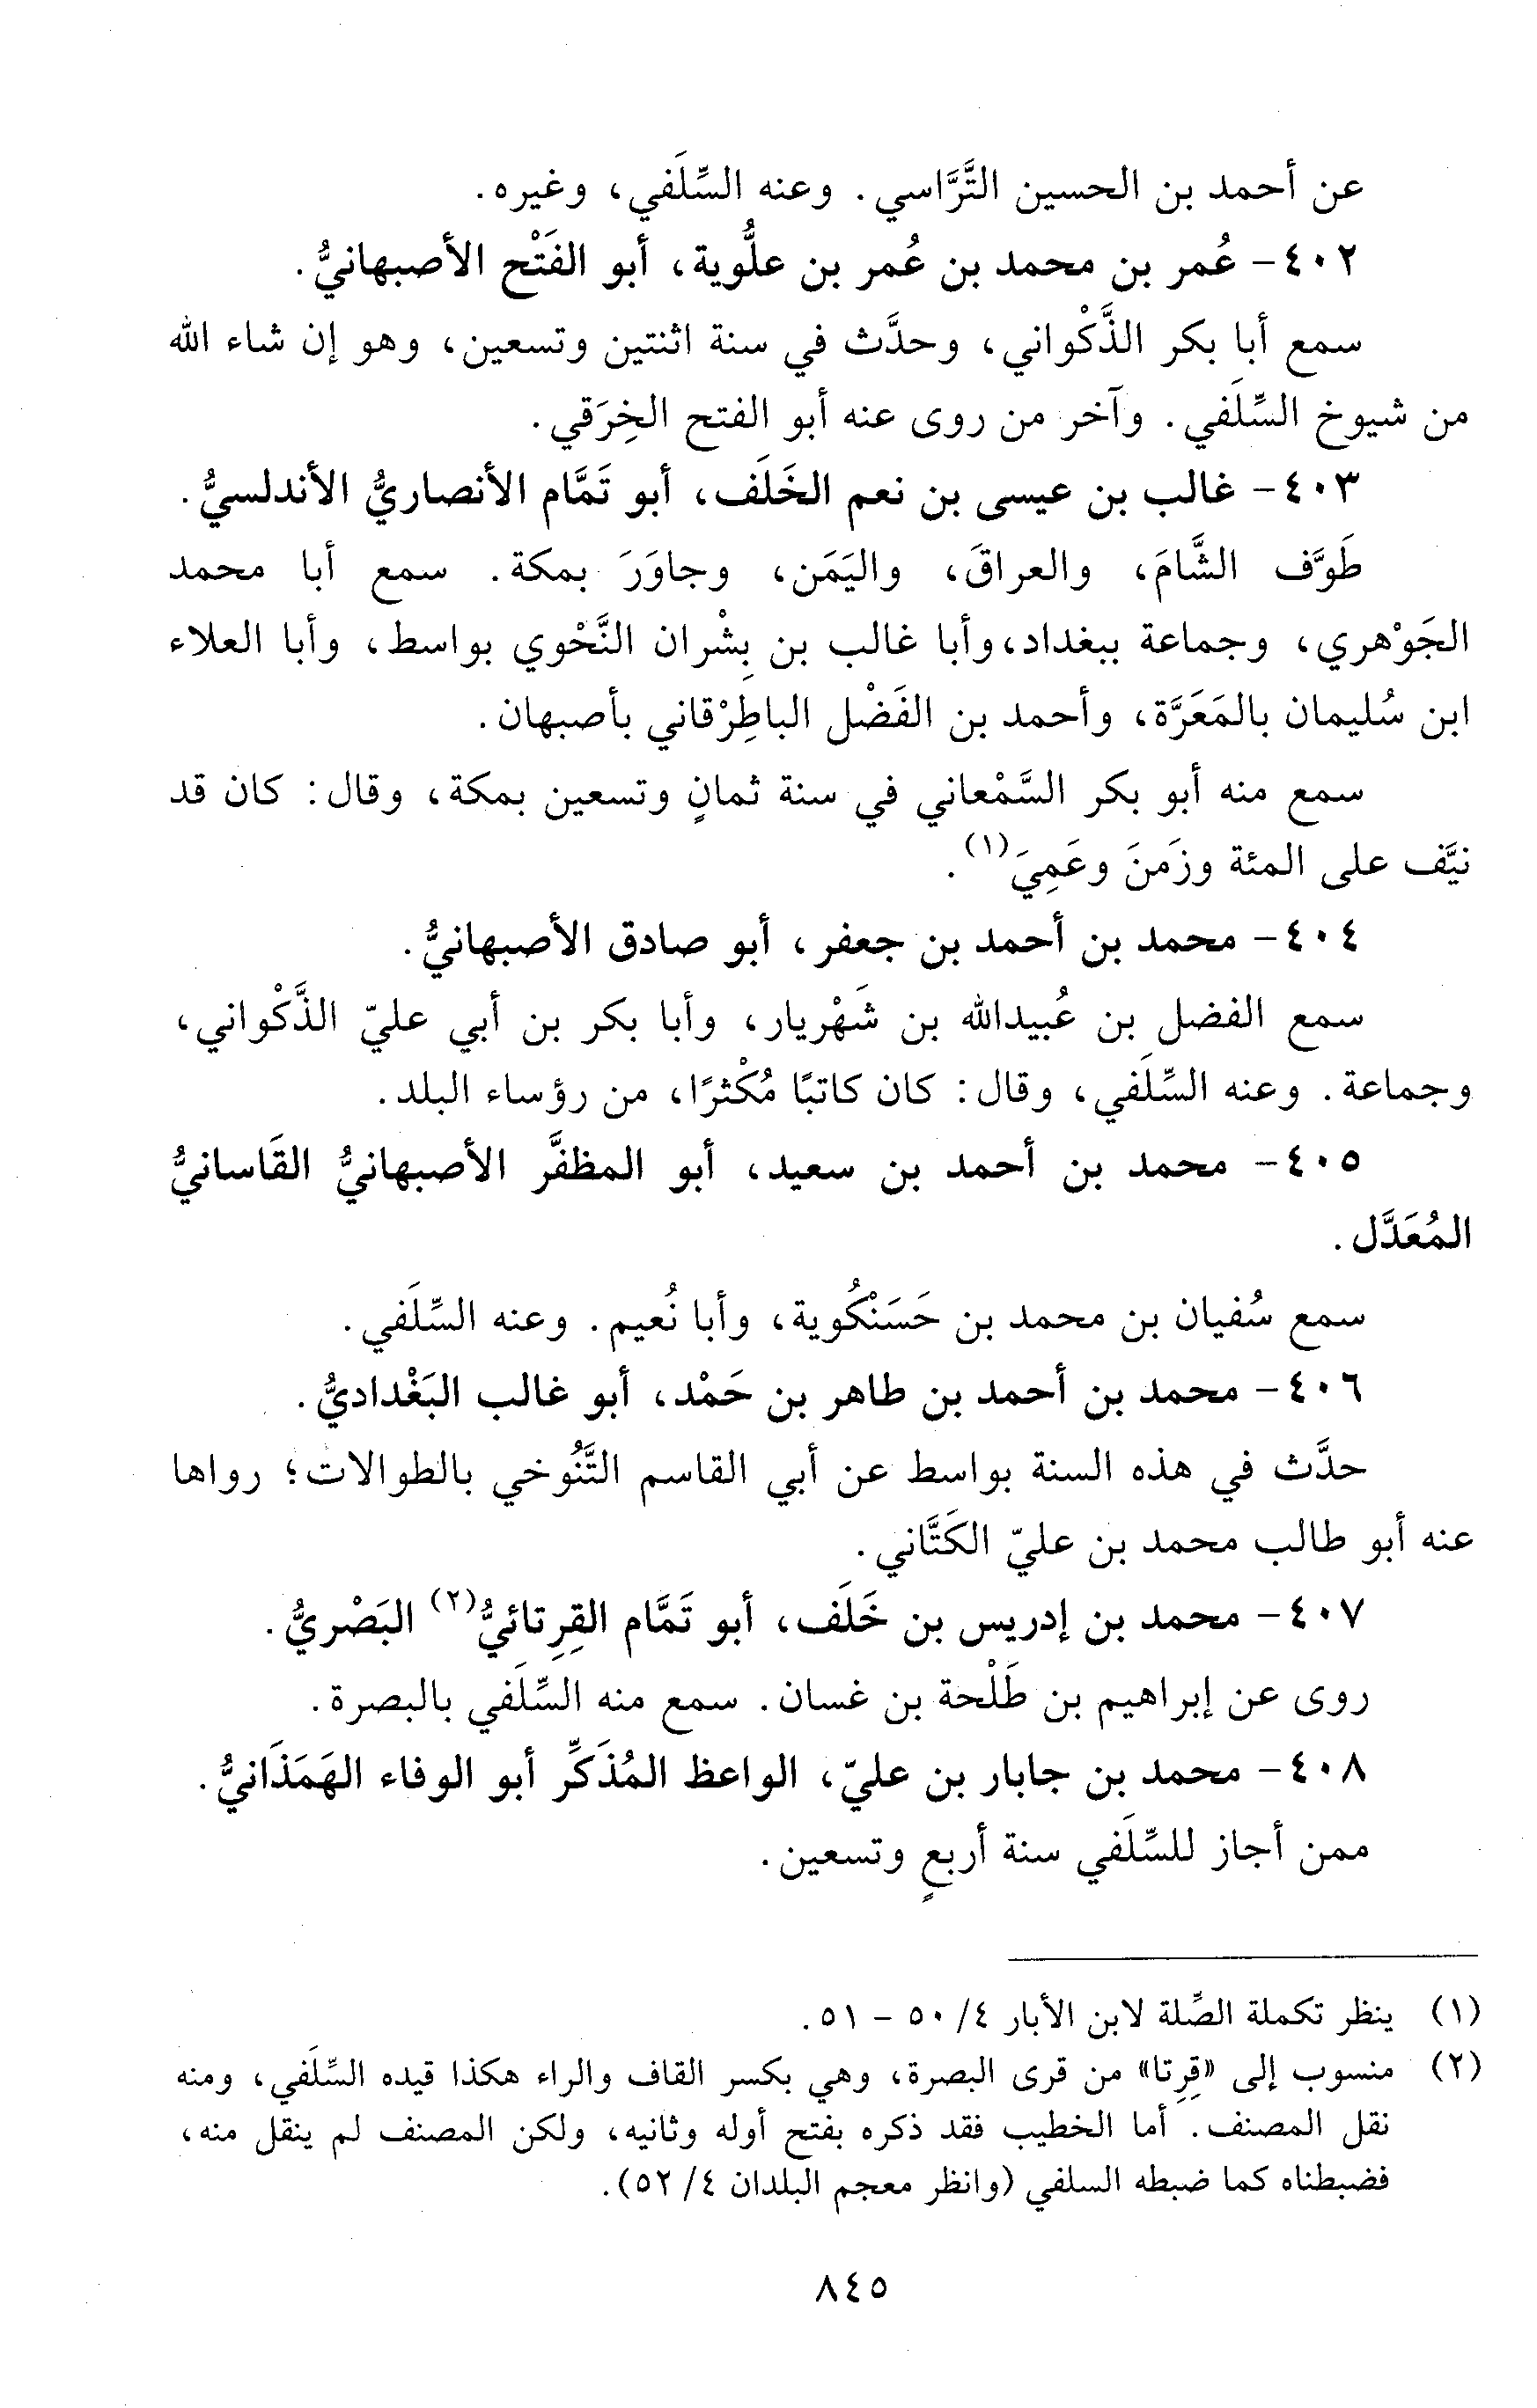 عن أحمد بن الحسين التَّرَّاسي. وعنه السِّلَفي، وغيره.
٤٠٢- عُمر بن محمد بن عُمر بن علُّوية، أبو الفَتْح الأصبهانيُّ.
سمع أبا بكر الذَّكْواني، وحدَّث في سنة اثنتين وتسعين، وهو إن شاء الله
من شيوخ السِّلَفي. وآخر من روى عنه أبو الفتح الخِرَقي.
٤٠٣- غالب بن عيسى بن نعم الخَلَف، أبو تَمَّام الأنصاريُّ الأندلسيُّ.
طَوَّف الشَّامَ، والعراقَ، واليَمَن، وجاوَرَ بمكة. سمع أبا محمد
الجَوْهري، وجماعة ببغداد،وأبا غالب بن بِشْران النَّحْوي بواسط، وأبا العلاء
ابن سُليمان بالمَعَرَّة، وأحمد بن الفَضْل الباطِرْقاني بأصبهان.
سمع منه أبو بكر السَّمْعاني في سنة ثمانٍ وتسعين بمكة، وقال: كان قد
نيَّف على المئة وزَمنَ وعَمِيَ(١).
٤٠٤- محمد بن أحمد بن جعفر، أبو صادق الأصبهانيُّ.
سمع الفضل بن عُبيدالله بن شَهْريار، وأبا بكر بن أبي عليّ الذَّكْواني،
وجماعة. وعنه السِّلَفي، وقال: كان كاتبًا مُكْثرًا، من رؤساء البلد.
٤٠٥- محمد بن أحمد بن سعيد، أبو المظفَّر الأصبهانيُّ القَاسانيُّ
المُعَدَّل.
سمع سُفيان بن محمد بن حَسَنْكُوية، وأبا نُعيم. وعنه السِّلَفي.
٤٠٦- محمد بن أحمد بن طاهر بن حَمْد، أبو غالب البَغْداديُّ.
حدَّث في هذه السنة بواسط عن أبي القاسم التَّنُوخي بالطوالات؛ رواها
عنه أبو طالب محمد بن عليّ الكَتَّاني.
٤٠٧- محمد بن إدريس بن خَلَف، أبو تَمَّام القِرِتائيُّ(٢) البَصْريُّ.
روى عن إبراهيم بن طَلْحة بن غسان. سمع منه السِّلَفي بالبصرة.
٤٠٨- محمد بن جابار بن عليّ، الواعظ المُذَكِّر أبو الوفاء الهَمَذَانيُّ.
ممن أجاز للسِّلَفي سنة أربعٍ وتسعين.
(١) ينظر تكملة الصِّلة لابن الأبار ٤/ ٥٠ - ٥١.
(٢) منسوب إلى «قِرِتا» من قرى البصرة، وهي بكسر القاف والراء هكذا قيده السِّلَفي، ومنه
نقل المصنف. أما الخطيب فقد ذكره بفتح أوله وثانيه، ولكن المصنف لم ينقل منه،
فضبطناه كما ضبطه السلفي (وانظر معجم البلدان ٤/ ٥٢).
٨٤٥